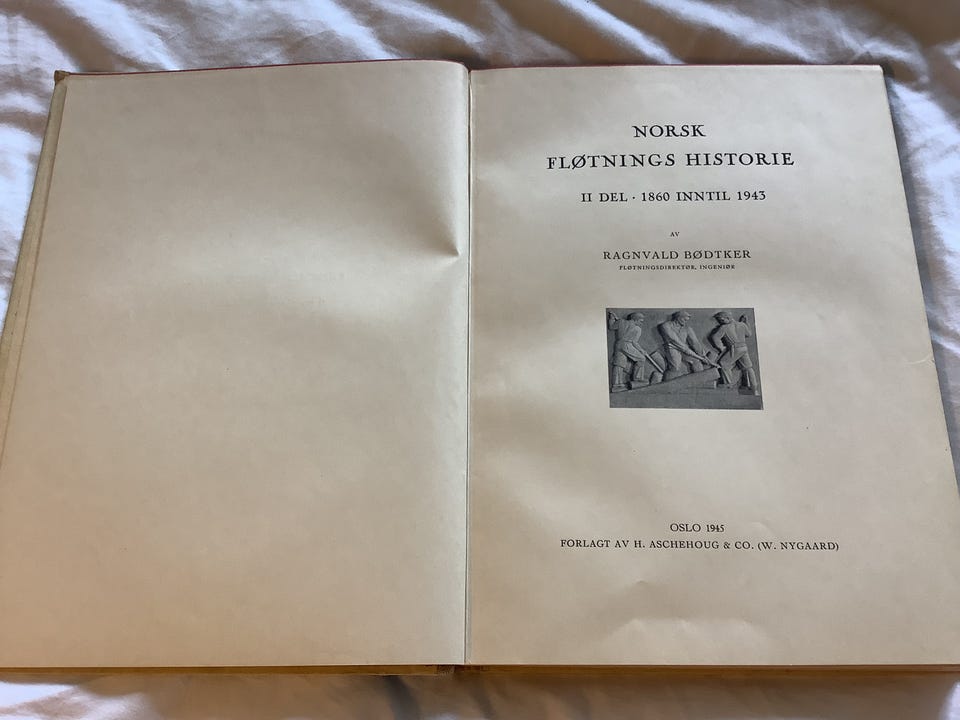 NORSK
FLØTNINGS HISTORIE
II DEL · 1860 INNTIL 1943
AV
RAGNVALD BØDTKER
FLØTNINGSDIREKTØR, INGENIØR
OSLO 1945
FORLAGT AV H. ASCHEHOUG & CO. (W. NYGAARD)